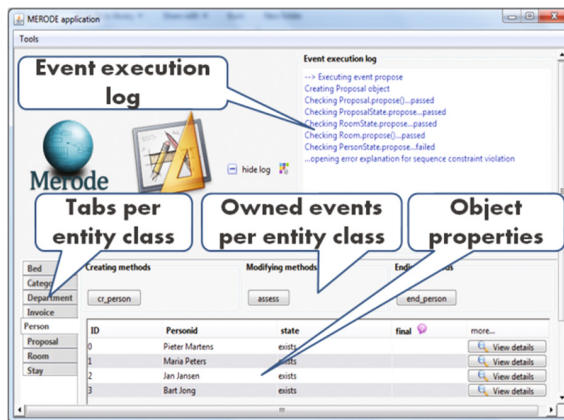 MERODE application
Tools
Event execution log
Event execution log
--> Executing event propose
Creating Proposal object
Checking Proposal.propose()...passed
Checking ProposalState.propose...passed
Checking RoomState.propose...passed
Checking Room.propose()...passed
Checking PersonState.propose...failed
...opening error explanation for sequence constraint violation
hide log
Merode
Tabs per entity class
Owned events per entity class
Object properties
Creating methods
Modifying methods
cr_person
assess
end_person
Bed
Department
Invoice
Person
Proposal
Room
Stay
ID Personid state final more...
0 Pieter Martens exists View details
1 Maria Peters exists View details
2 Jan Jansen exists View details
3 Bart Jong exists View details